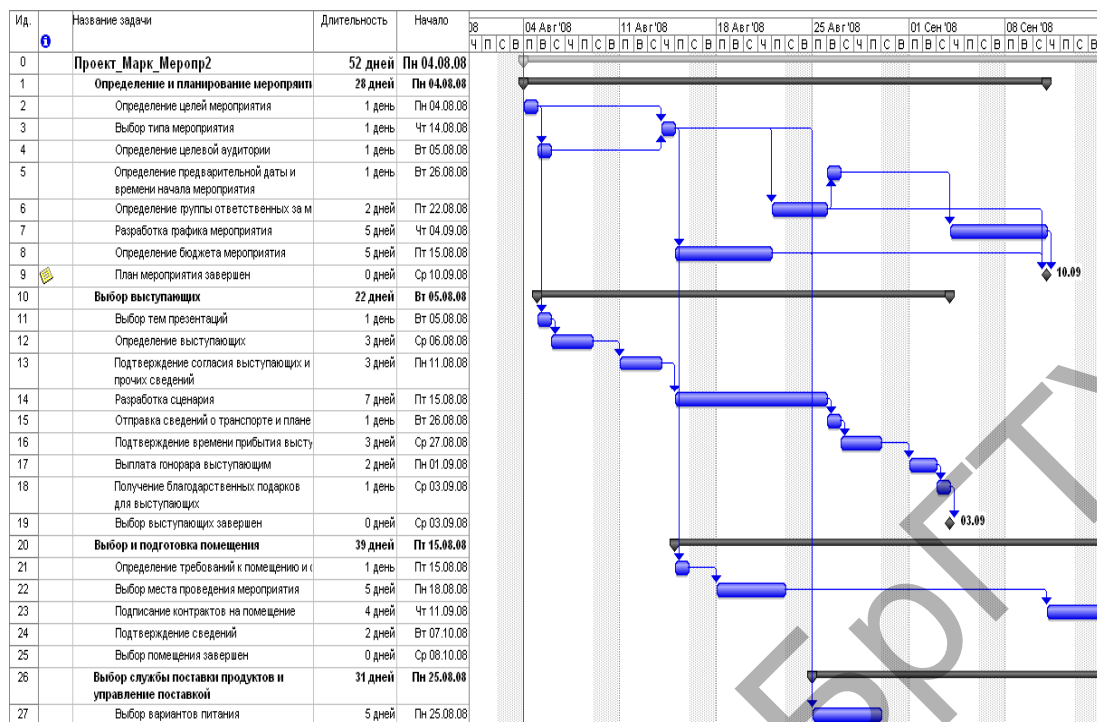 Ид. Название задачи Длительность Начало
08 04 Авг '08 11 Авг '08 18 Авг '08 25 Авг '08 01 Сен '08 08 Сен '08
Ч П С В П В С Ч П С В П В С Ч П С В П В С Ч П С В П В С Ч П С В П В С Ч П С В П В С Ч П С В
0 Проект_Марк_Меропр2 52 дней Пн 04.08.08
1 Определение и планирование мероприяти 28 дней Пн 04.08.08
2 Определение целей мероприятия 1 день Пн 04.08.08
3 Выбор типа мероприятия 1 день Чт 14.08.08
4 Определение целевой аудитории 1 день Вт 05.08.08
5 Определение предварительной даты и 1 день Вт 26.08.08
времени начала мероприятия
6 Определение группы ответственных за м 2 дней Пт 22.08.08
7 Разработка графика мероприятия 5 дней Чт 04.09.08
8 Определение бюджета мероприятия 5 дней Пт 15.08.08
9 План мероприятия завершен 0 дней Ср 10.09.08 10.09
10 Выбор выступающих 22 дней Вт 05.08.08
11 Выбор тем презентаций 1 день Вт 05.08.08
12 Определение выступающих 3 дней Ср 06.08.08
13 Подтверждение согласия выступающих и 3 дней Пн 11.08.08
прочих сведений
14 Разработка сценария 7 дней Пт 15.08.08
15 Отправка сведений о транспорте и плане 1 день Вт 26.08.08
16 Подтверждение времени прибытия высту 3 дней Ср 27.08.08
17 Выплата гонорара выступающим 2 дней Пн 01.09.08
18 Получение благодарственных подарков 1 день Ср 03.09.08
для выступающих
19 Выбор выступающих завершен 0 дней Ср 03.09.08 03.09
20 Выбор и подготовка помещения 39 дней Пт 15.08.08
21 Определение требований к помещению и с 1 день Пт 15.08.08
22 Выбор места проведения мероприятия 5 дней Пн 18.08.08
23 Подписание контрактов на помещение 4 дней Чт 11.09.08
24 Подтверждение сведений 2 дней Вт 07.10.08
25 Выбор помещения завершен 0 дней Ср 08.10.08
26 Выбор службы поставки продуктов и 31 дней Пн 25.08.08
управление поставкой
27 Выбор вариантов питания 5 дней Пн 25.08.08
БрГТУ